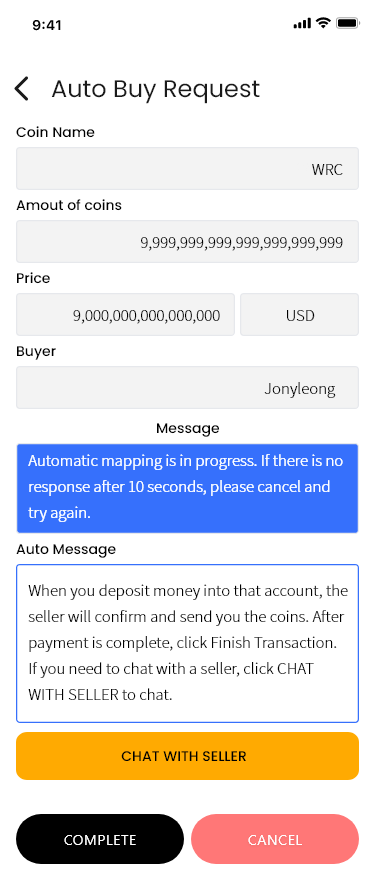 9:41
Auto Buy Request
Coin Name
WRC
Amout of coins
9,999,999,999,999,999,999,999
Price
9,000,000,000,000,000 USD
Buyer
Jonyleong
Message
Automatic mapping is in progress. If there is no
response after 10 seconds, please cancel and
try again.
Auto Message
When you deposit money into that account, the
seller will confirm and send you the coins. After
payment is complete, click Finish Transaction.
If you need to chat with a seller, click CHAT
WITH SELLER to chat.
CHAT WITH SELLER
COMPLETE CANCEL